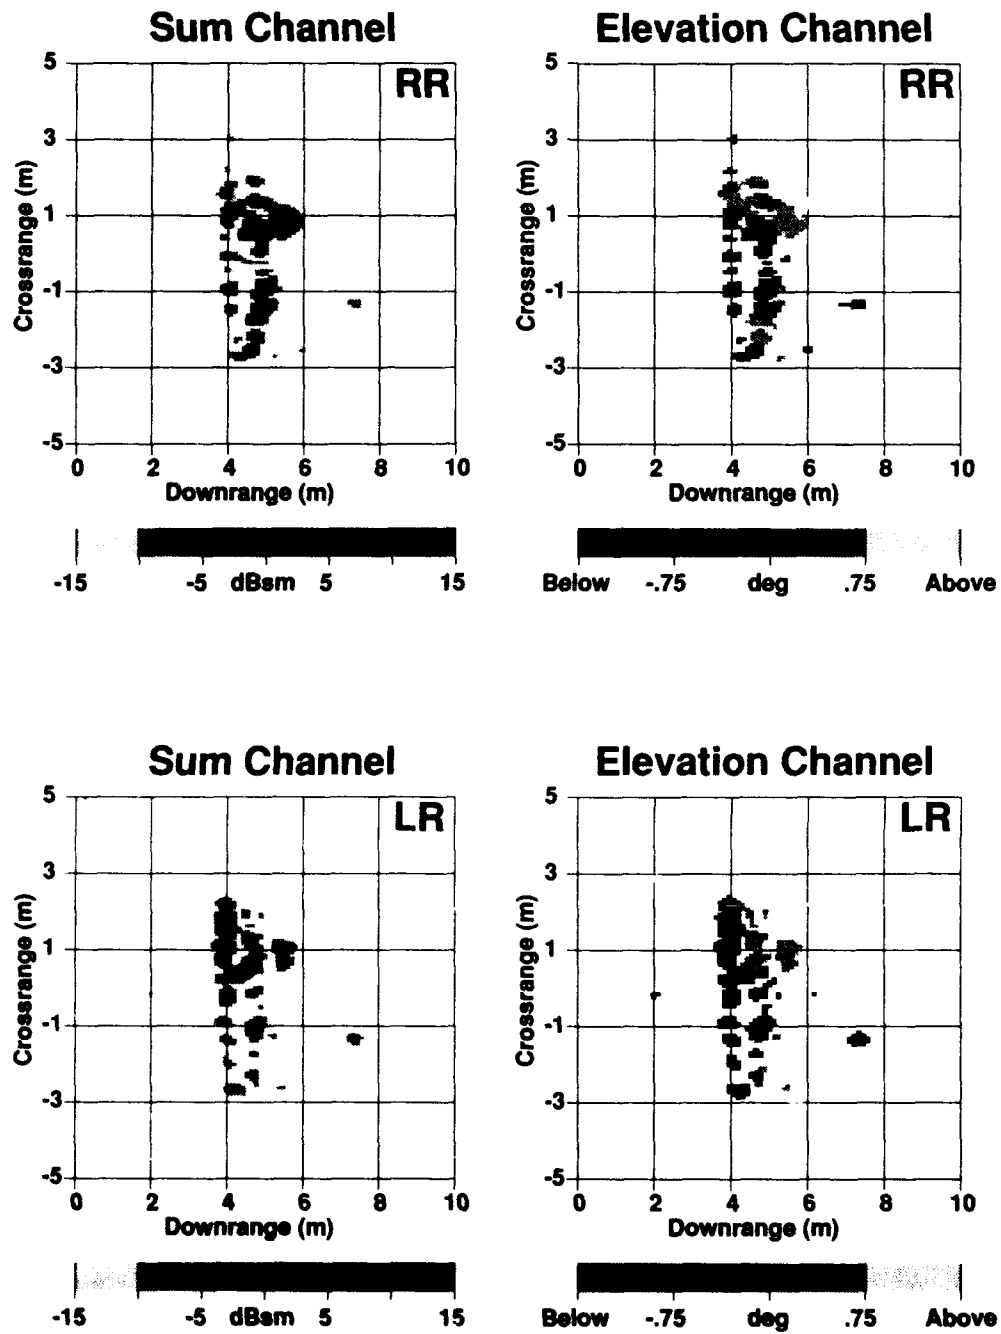 Sum Channel
Elevation Channel
RR
RR
5
3
1
-1
-3
-5
Crossrange (m)
0 2 4 6 8 10
Downrange (m)
-15 -5 dBsm 5 15
5
3
1
-1
-3
-5
Crossrange (m)
0 2 4 6 8 10
Downrange (m)
Below -.75 deg .75 Above
Sum Channel
Elevation Channel
LR
LR
5
3
1
-1
-3
-5
Crossrange (m)
0 2 4 6 8 10
Downrange (m)
-15 -5 dBsm 5 15
5
3
1
-1
-3
-5
Crossrange (m)
0 2 4 6 8 10
Downrange (m)
Below -.75 deg .75 Above